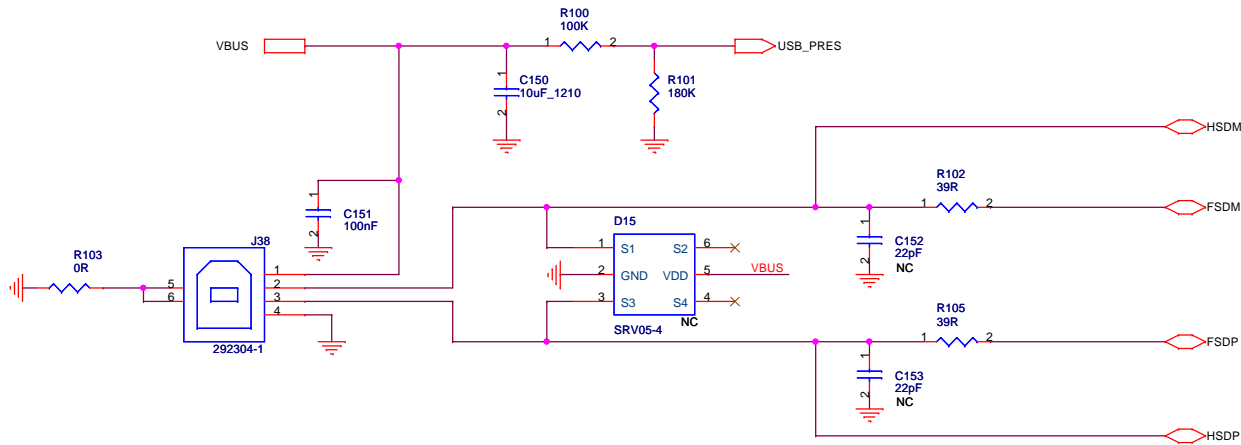 R100
100K
VBUS
1
2
USB_PRES
1
C150
10uF_1210
2
R101
180K
HSDM
R102
39R
1
2
FSDM
1
C151
100nF
2
D15
1
C152
22pF
NC
2
J38
R103
0R
1
S1
S2
6
2
GND
VDD
5
VBUS
3
S3
S4
4
NC
SRV05-4
5
6
1
2
3
4
292304-1
R105
39R
1
2
FSDP
1
C153
22pF
NC
2
HSDP